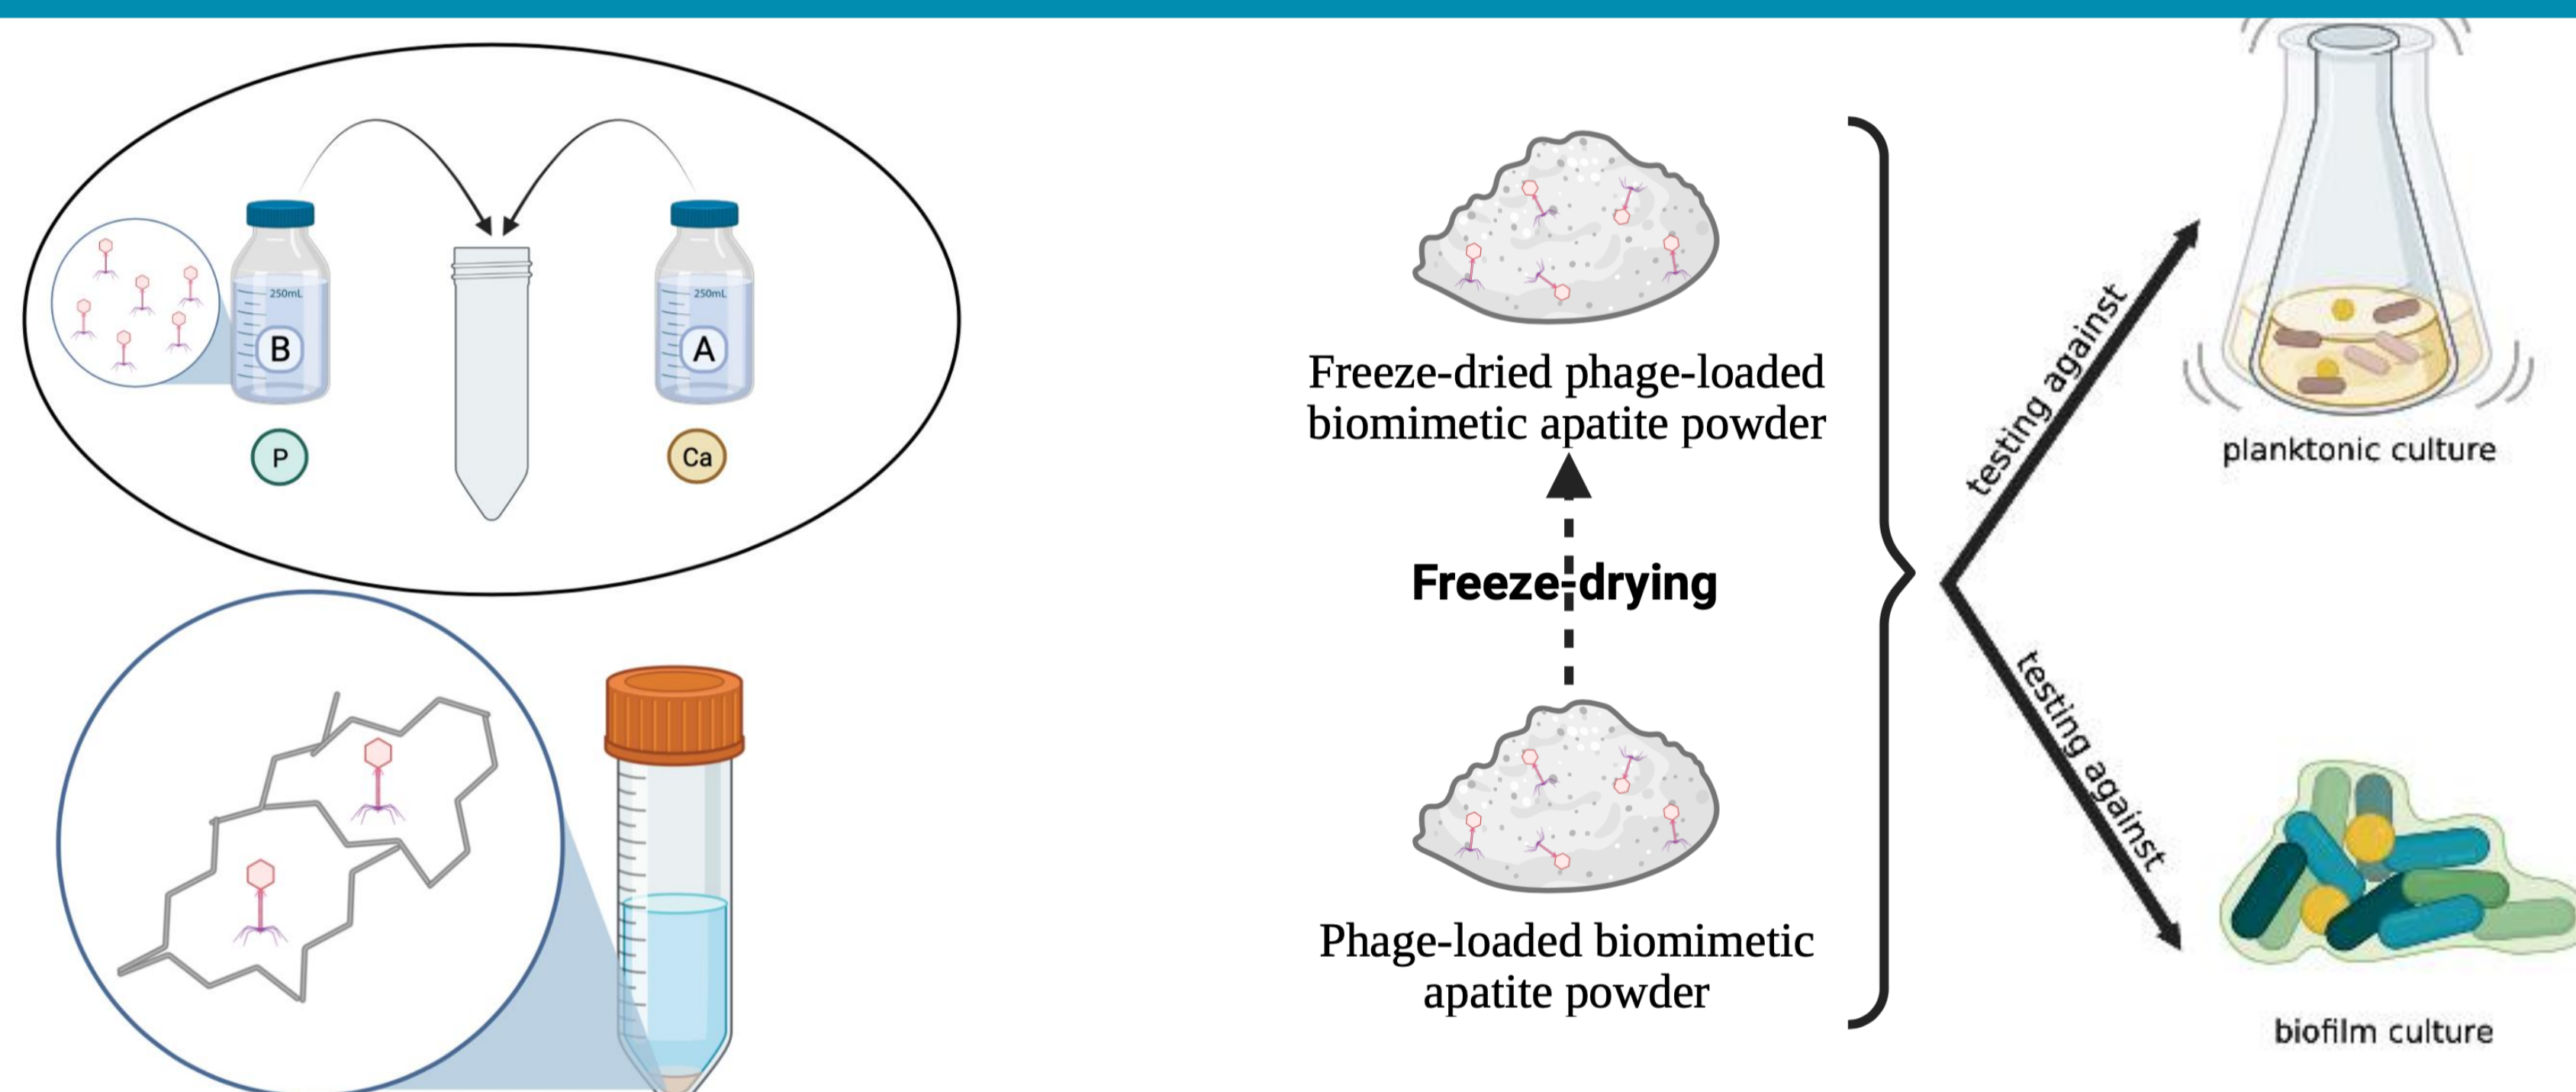 250mL
B
P
250mL
A
Ca
Freeze-dried phage-loaded
biomimetic apatite powder
Freeze-drying
Phage-loaded biomimetic
apatite powder
testing against
planktonic culture
testing against
biofilm culture